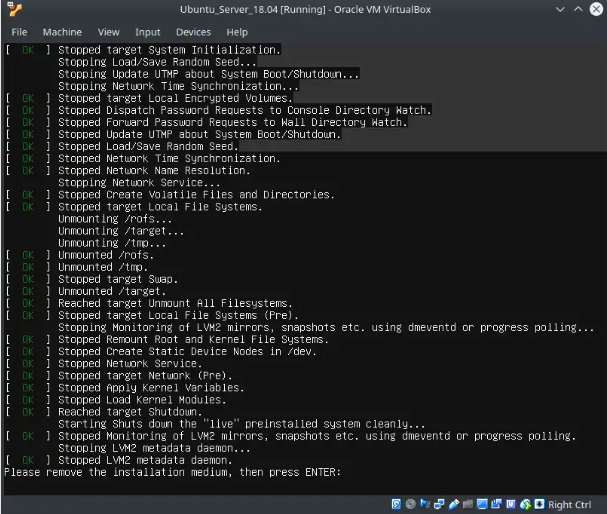 Ubuntu_Server_18.04 [Running] - Oracle VM VirtualBox
File Machine View Input Devices Help
[  OK  ] Stopped target System Initialization.
Stopping Load/Save Random Seed...
Stopping Update UTMP about System Boot/Shutdown...
Stopping Network Time Synchronization...
[  OK  ] Stopped target Local Encrypted Volumes.
[  OK  ] Stopped Dispatch Password Requests to Console Directory Watch.
[  OK  ] Stopped Forward Password Requests to Wall Directory Watch.
[  OK  ] Stopped Update UTMP about System Boot/Shutdown.
[  OK  ] Stopped Load/Save Random Seed.
[  OK  ] Stopped Network Time Synchronization.
[  OK  ] Stopped Network Name Resolution.
Stopping Network Service...
[  OK  ] Stopped Create Volatile Files and Directories.
[  OK  ] Stopped target Local File Systems.
Unmounting /rofs...
Unmounting /target...
Unmounting /tmp...
[  OK  ] Unmounted /rofs.
[  OK  ] Unmounted /tmp.
[  OK  ] Stopped target Swap.
[  OK  ] Unmounted /target.
[  OK  ] Reached target Unmount All Filesystems.
[  OK  ] Stopped target Local File Systems (Pre).
Stopping Monitoring of LVM2 mirrors, snapshots etc. using dmeventd or progress polling...
[  OK  ] Stopped Remount Root and Kernel File Systems.
[  OK  ] Stopped Create Static Device Nodes in /dev.
[  OK  ] Stopped Network Service.
[  OK  ] Stopped target Network (Pre).
[  OK  ] Stopped Apply Kernel Variables.
[  OK  ] Stopped Load Kernel Modules.
[  OK  ] Reached target Shutdown.
Starting Shuts down the "live" preinstalled system cleanly...
[  OK  ] Stopped Monitoring of LVM2 mirrors, snapshots etc. using dmeventd or progress polling.
Stopping LVM2 metadata daemon...
[  OK  ] Stopped LVM2 metadata daemon.
Please remove the installation medium, then press ENTER:
Right Ctrl